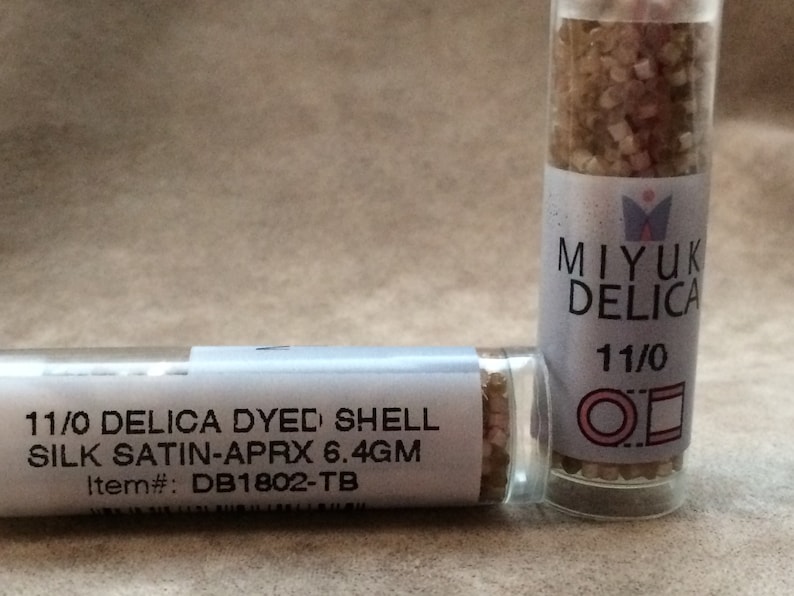 MIYUK
DELICA
11/0
11/0 DELICA DYED SHELL
SILK SATIN-APRX 6.4GM
Item#: DB1802-TB